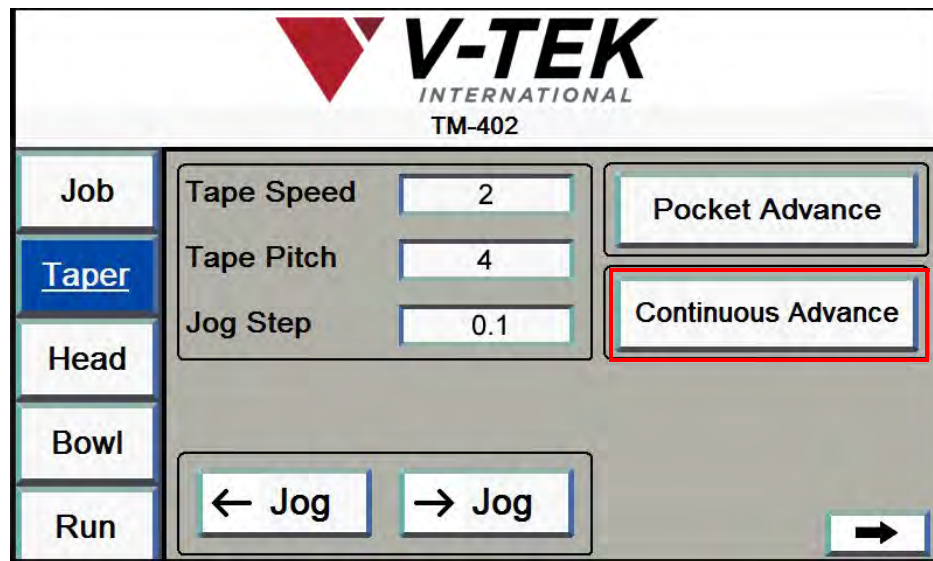 V-TEK
INTERNATIONAL
TM-402
Job
Taper
Head
Bowl
Run
Tape Speed 2
Tape Pitch 4
Jog Step 0.1
Pocket Advance
Continuous Advance
← Jog
→ Jog